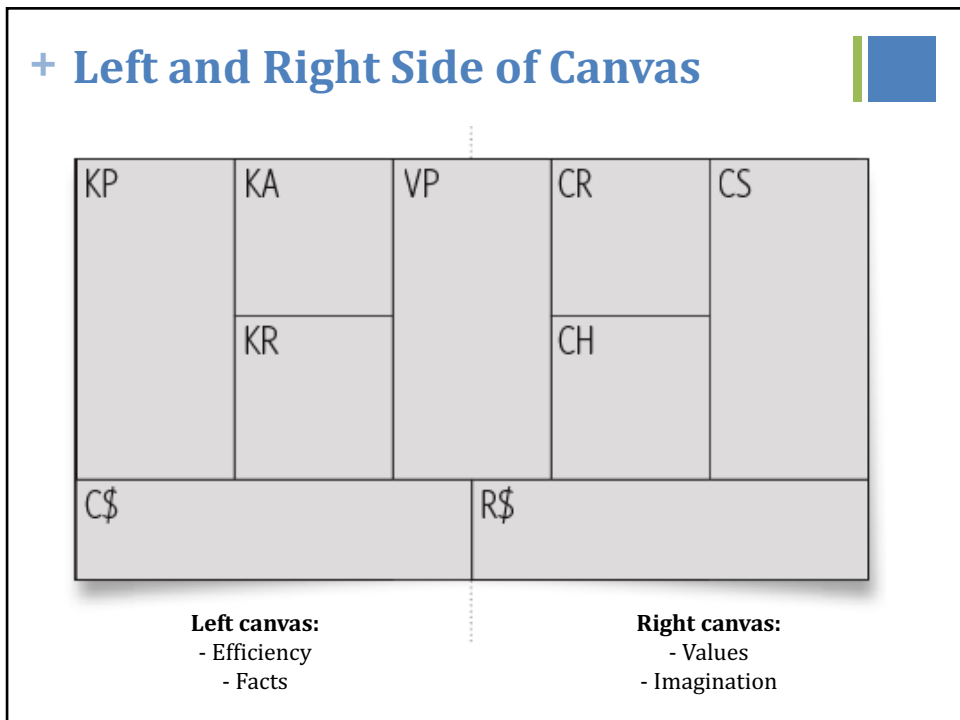 + Left and Right Side of Canvas
KP
KA
VP
CR
CS
KR
CH
C$
R$
Left canvas:
- Efficiency
- Facts
Right canvas:
- Values
- Imagination